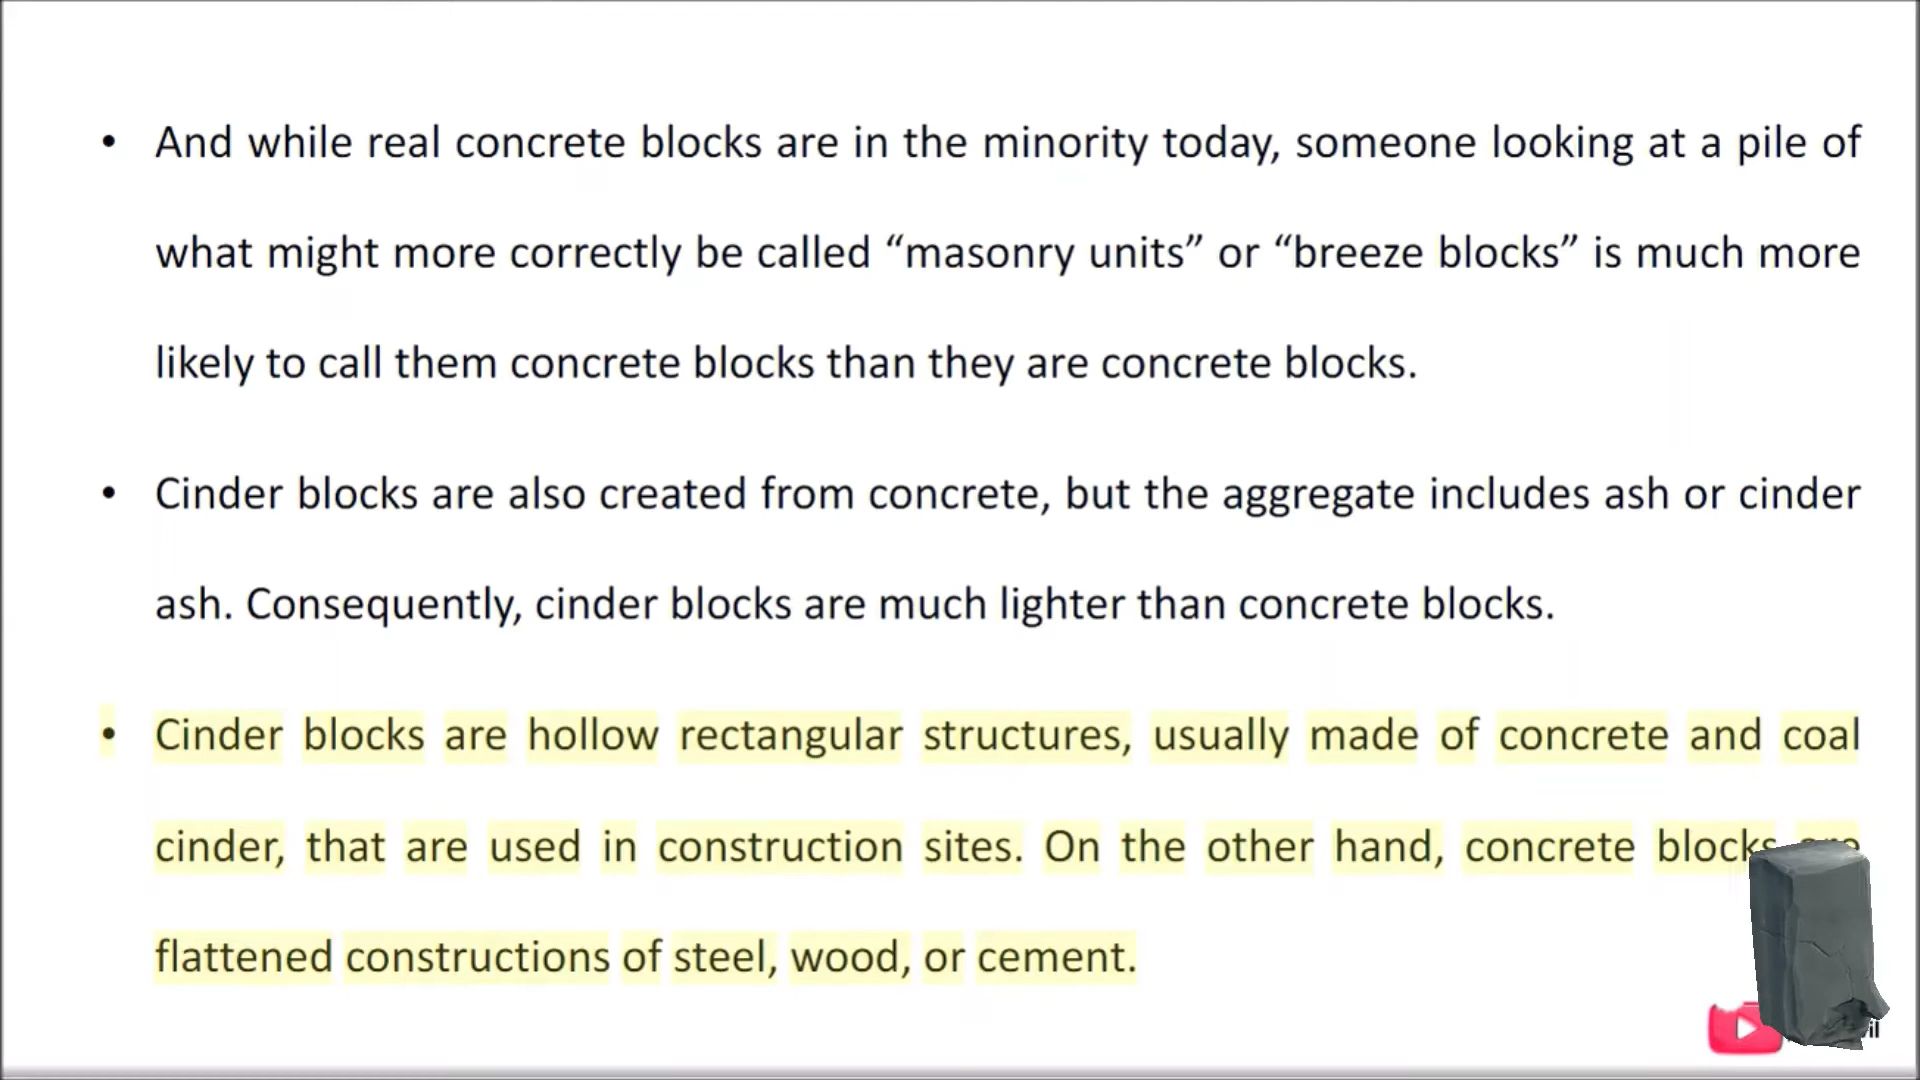 • And while real concrete blocks are in the minority today, someone looking at a pile of
what might more correctly be called “masonry units” or “breeze blocks” is much more
likely to call them concrete blocks than they are concrete blocks.
• Cinder blocks are also created from concrete, but the aggregate includes ash or cinder
ash. Consequently, cinder blocks are much lighter than concrete blocks.
• Cinder blocks are hollow rectangular structures, usually made of concrete and coal
cinder, that are used in construction sites. On the other hand, concrete blocks are
flattened constructions of steel, wood, or cement.